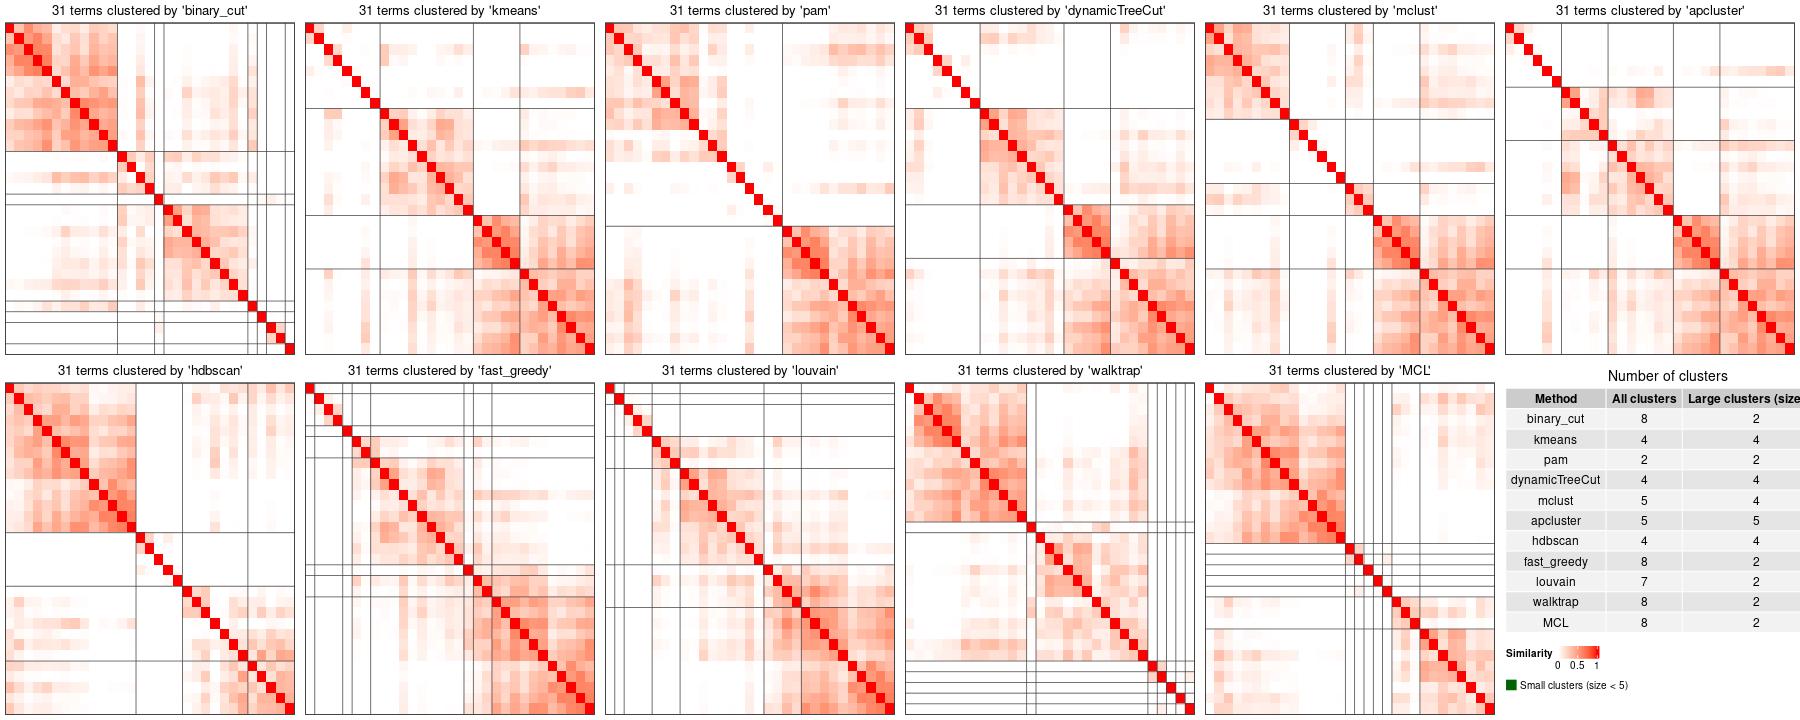 31 terms clustered by 'binary_cut'
31 terms clustered by 'kmeans'
31 terms clustered by 'pam'
31 terms clustered by 'dynamicTreeCut'
31 terms clustered by 'mclust'
31 terms clustered by 'apcluster'
31 terms clustered by 'hdbscan'
31 terms clustered by 'fast_greedy'
31 terms clustered by 'louvain'
31 terms clustered by 'walktrap'
31 terms clustered by 'MCL'
Number of clusters
Method All clusters Large clusters (size
binary_cut 8 2
kmeans 4 4
pam 2 2
dynamicTreeCut 4 4
mclust 5 4
apcluster 5 5
hdbscan 4 4
fast_greedy 8 2
louvain 7 2
walktrap 8 2
MCL 8 2
Similarity
0 0.5 1
Small clusters (size < 5)